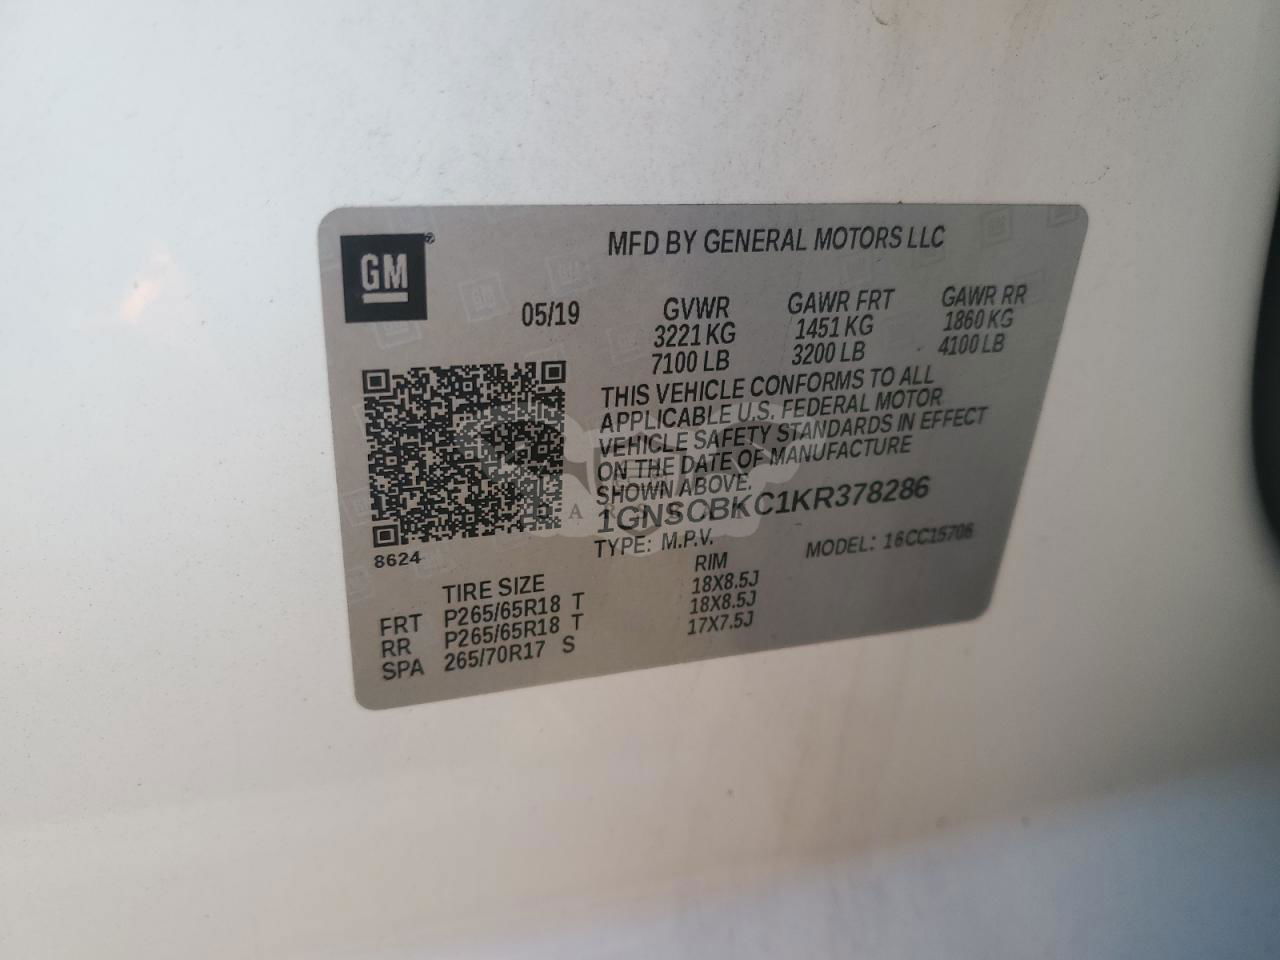 GM
MFD BY GENERAL MOTORS LLC
05/19 GVWR GAWR FRT GAWR RR
3221 KG 1451 KG 1860 KG
7100 LB 3200 LB 4100 LB
THIS VEHICLE CONFORMS TO ALL
APPLICABLE U.S. FEDERAL MOTOR
VEHICLE SAFETY STANDARDS IN EFFECT
ON THE DATE OF MANUFACTURE
SHOWN ABOVE.
1GNSCBKC1KR378286
8624
TYPE: M.P.V. MODEL: 16CC15706
TIRE SIZE RIM
FRT P265/65R18 T 18X8.5J
RR P265/65R18 T 18X8.5J
SPA 265/70R17 S 17X7.5J